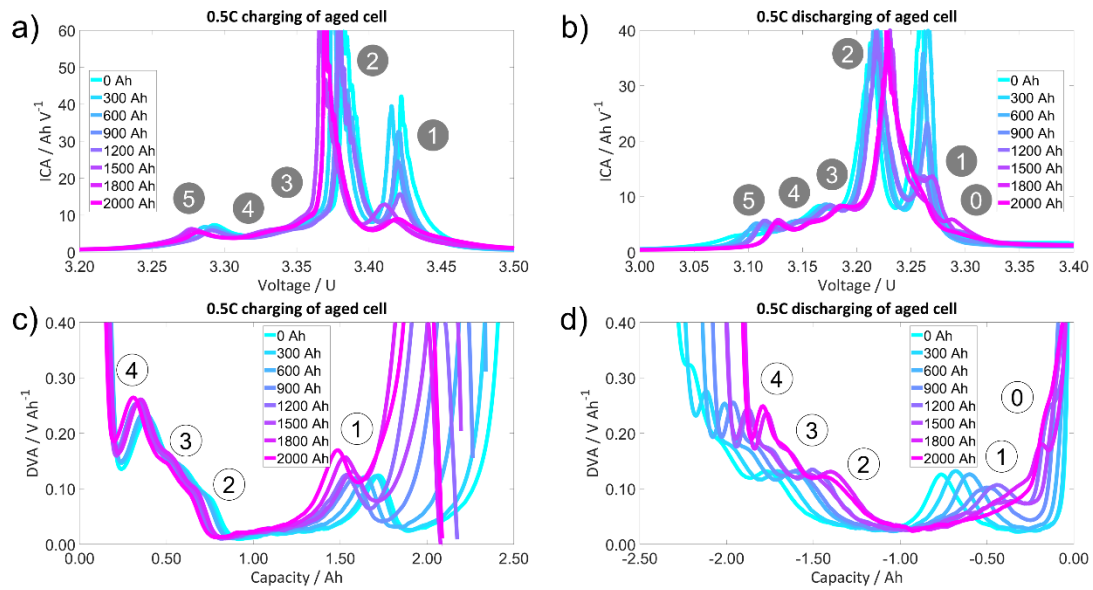 a)
0.5C charging of aged cell
ICA / Ah V⁻¹
60
50
40
30
20
10
0
0 Ah
300 Ah
600 Ah
900 Ah
1200 Ah
1500 Ah
1800 Ah
2000 Ah
5
4
3
2
1
3.20
3.25
3.30
3.35
3.40
3.45
3.50
Voltage / U
b)
0.5C discharging of aged cell
ICA / Ah V⁻¹
40
30
20
10
0
5
4
3
2
1
0
0 Ah
300 Ah
600 Ah
900 Ah
1200 Ah
1500 Ah
1800 Ah
2000 Ah
3.00
3.05
3.10
3.15
3.20
3.25
3.30
3.35
3.40
Voltage / U
c)
0.5C charging of aged cell
DVA / V Ah⁻¹
0.40
0.30
0.20
0.10
0.00
4
3
2
1
0 Ah
300 Ah
600 Ah
900 Ah
1200 Ah
1500 Ah
1800 Ah
2000 Ah
0.00
0.50
1.00
1.50
2.00
2.50
Capacity / Ah
d)
0.5C discharging of aged cell
DVA / V Ah⁻¹
0.40
0.30
0.20
0.10
0.00
4
3
2
1
0
0 Ah
300 Ah
600 Ah
900 Ah
1200 Ah
1500 Ah
1800 Ah
2000 Ah
-2.50
-2.00
-1.50
-1.00
-0.50
0.00
Capacity / Ah